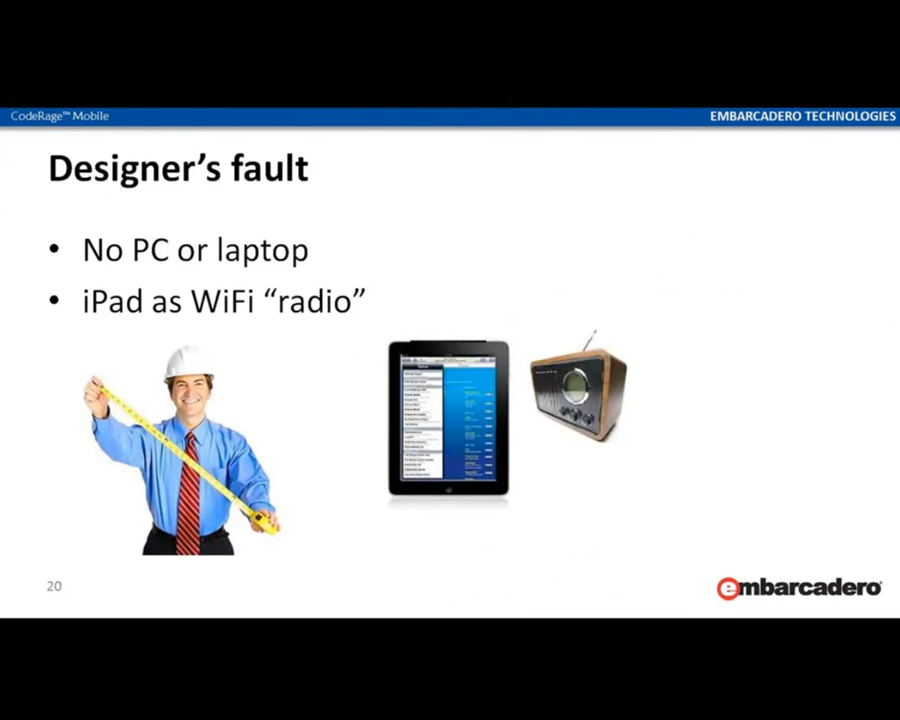 CodeRage™ Mobile
EMBARCADERO TECHNOLOGIES
Designer's fault
• No PC or laptop
• iPad as WiFi “radio”
20
embarcadero®